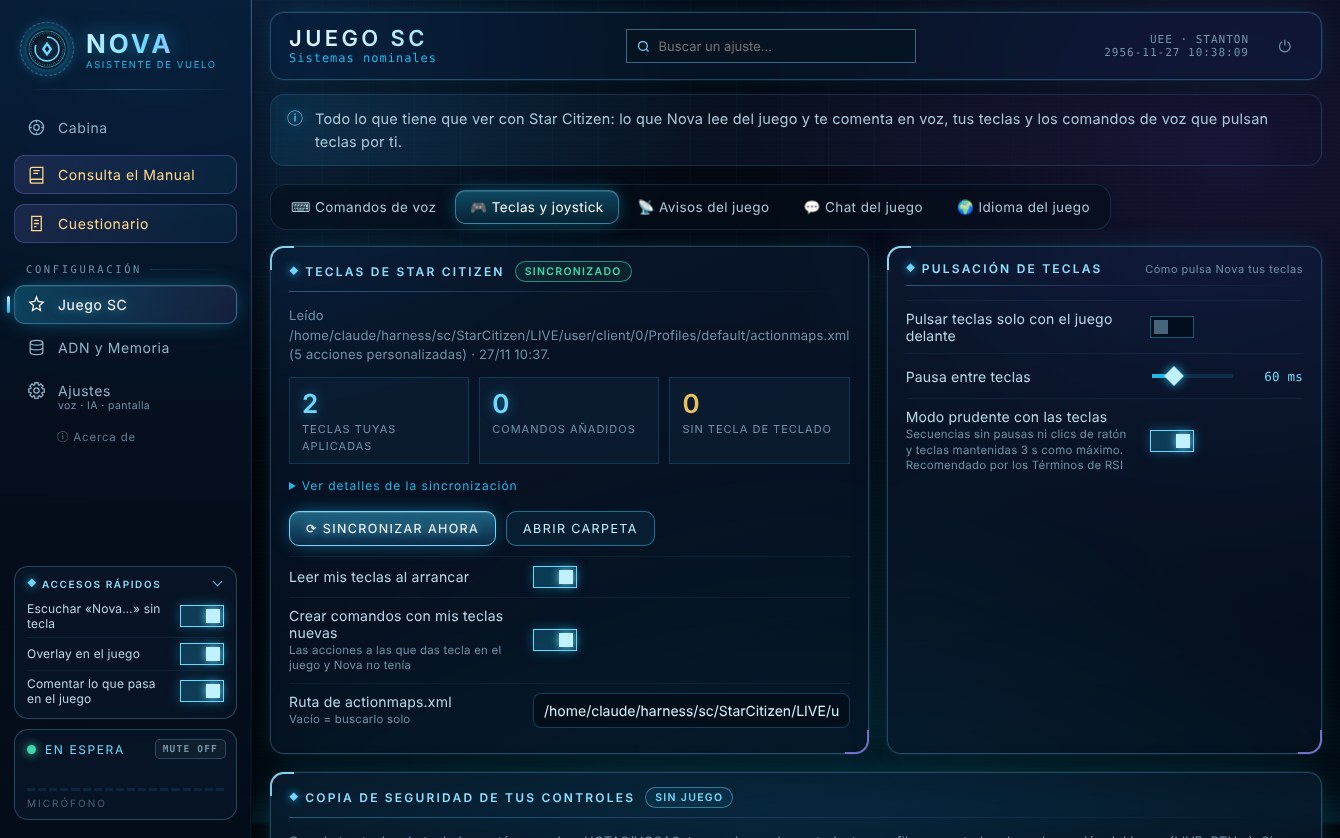 NOVA
ASISTENTE DE VUELO
Cabina
Consulta el Manual
Cuestionario
CONFIGURACIÓN
Juego SC
ADN y Memoria
Ajustes
voz · IA · pantalla
ⓘ Acerca de
ACCESOS RÁPIDOS
Escuchar «Nova...» sin
tecla
Overlay en el juego
Comentar lo que pasa
en el juego
EN ESPERA
MUTE OFF
MICRÓFONO
JUEGO SC
Sistemas nominales
Buscar un ajuste...
UEE · STANTON
2956-11-27 10:38:09
Todo lo que tiene que ver con Star Citizen: lo que Nova lee del juego y te comenta en voz, tus teclas y los comandos de voz que pulsan
teclas por ti.
Comandos de voz
Teclas y joystick
Avisos del juego
Chat del juego
Idioma del juego
TECLAS DE STAR CITIZEN
SINCRONIZADO
Leído
/home/claude/harness/sc/StarCitizen/LIVE/user/client/0/Profiles/default/actionmaps.xml
(5 acciones personalizadas) · 27/11 10:37.
2
TECLAS TUYAS
APLICADAS
0
COMANDOS AÑADIDOS
0
SIN TECLA DE TECLADO
Ver detalles de la sincronización
⟳ SINCRONIZAR AHORA
ABRIR CARPETA
Leer mis teclas al arrancar
Crear comandos con mis teclas
nuevas
Las acciones a las que das tecla en el
juego y Nova no tenía
Ruta de actionmaps.xml
Vacío = buscarlo solo
/home/claude/harness/sc/StarCitizen/LIVE/u
PULSACIÓN DE TECLAS
Cómo pulsa Nova tus teclas
Pulsar teclas solo con el juego
delante
Pausa entre teclas
60 ms
Modo prudente con las teclas
Secuencias sin pausas ni clics de ratón
y teclas mantenidas 3 s como máximo.
Recomendado por los Términos de RSI
COPIA DE SEGURIDAD DE TUS CONTROLES
SIN JUEGO